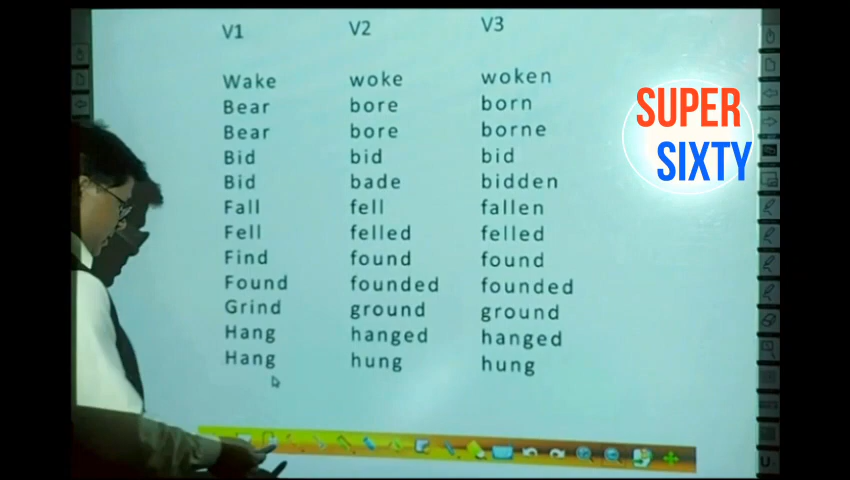 V1 V2 V3
Wake woke woken
Bear bore born
Bear bore borne
Bid bid bid
Bid bade bidden
Fall fell fallen
Fell felled felled
Find found found
Found founded founded
Grind ground ground
Hang hanged hanged
Hang hung hung
SUPER
SIXTY